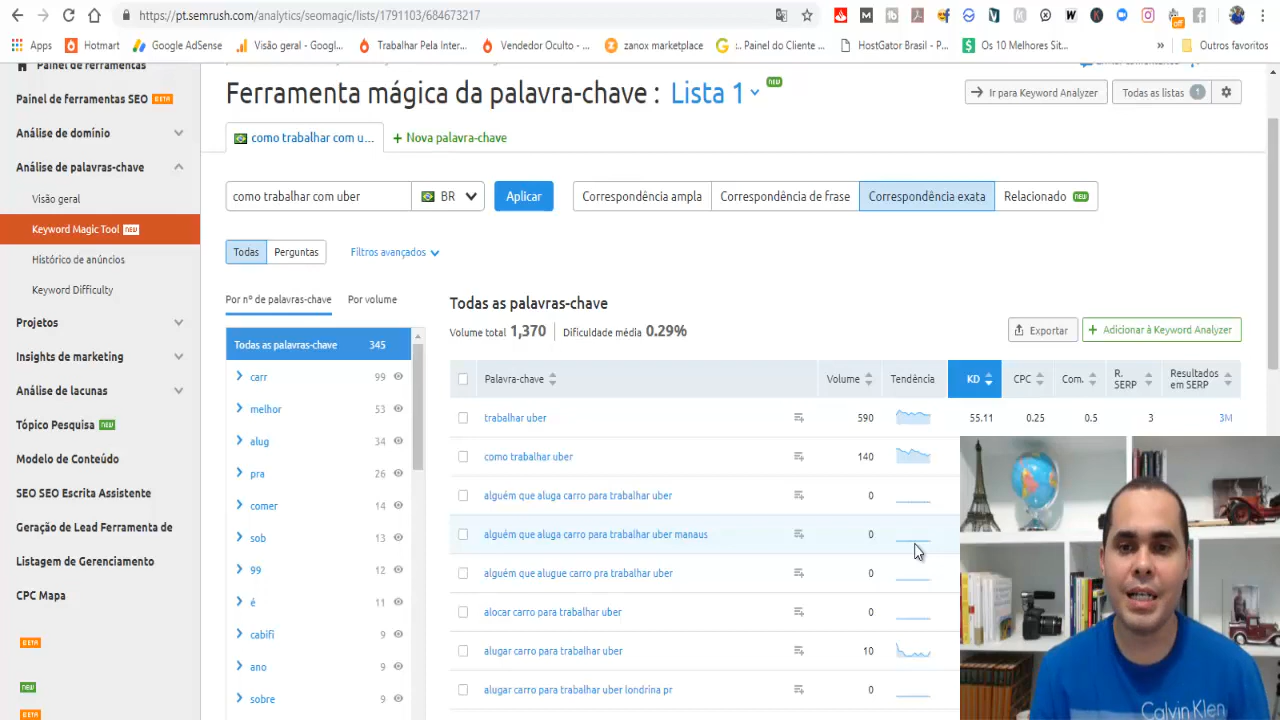 https://pt.semrush.com/analytics/seomagic/lists/1791103/684673217
Apps Hotmart Google AdSense Visão geral - Googl... Trabalhar Pela Inter... Vendedor Oculto - ... zanox marketplace :. Painel do Cliente ... HostGator Brasil - P... Os 10 Melhores Sit... » Outros favoritos
Painel de ferramentas
Painel de ferramentas SEO BETA
Análise de domínio
Análise de palavras-chave
Visão geral
Keyword Magic Tool NEW
Histórico de anúncios
Keyword Difficulty
Projetos
Insights de marketing
Análise de lacunas
Tópico Pesquisa NEW
Modelo de Conteúdo
SEO SEO Escrita Assistente
Geração de Lead Ferramenta de
Listagem de Gerenciamento
CPC Mapa
BETA
NEW
BETA
Ferramenta mágica da palavra-chave : Lista 1 NEW
Ir para Keyword Analyzer Todas as listas 1
como trabalhar com u... + Nova palavra-chave
como trabalhar com uber BR Aplicar Correspondência ampla Correspondência de frase Correspondência exata Relacionado NEW
Todas Perguntas Filtros avançados
Por nº de palavras-chave Por volume
Todas as palavras-chave 345
carr 99
melhor 53
alug 34
pra 26
comer 14
sob 13
99 12
é 11
cabifi 9
ano 9
sobre 9
Todas as palavras-chave
Volume total 1,370 Dificuldade média 0.29%
Exportar + Adicionar à Keyword Analyzer
Palavra-chave Volume Tendência KD CPC Com. R. SERP Resultados em SERP
trabalhar uber 590 55.11 0.25 0.5 3 3M
como trabalhar uber 140
alguém que aluga carro para trabalhar uber 0
alguém que aluga carro para trabalhar uber manaus 0
alguém que alugue carro pra trabalhar uber 0
alocar carro para trabalhar uber 0
alugar carro para trabalhar uber 10
alugar carro para trabalhar uber londrina pr 0
Calvin Klein